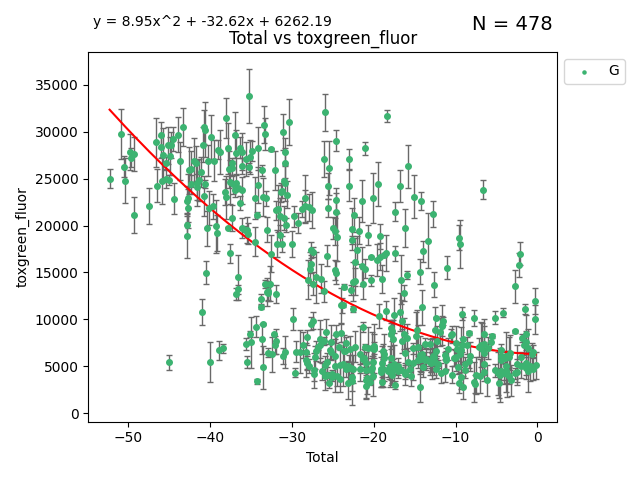 y = 8.95x^2 + -32.62x + 6262.19
N = 478
Total vs toxgreen_fluor
G
35000
30000
25000
20000
15000
10000
5000
0
toxgreen_fluor
−50 −40 −30 −20 −10 0
Total